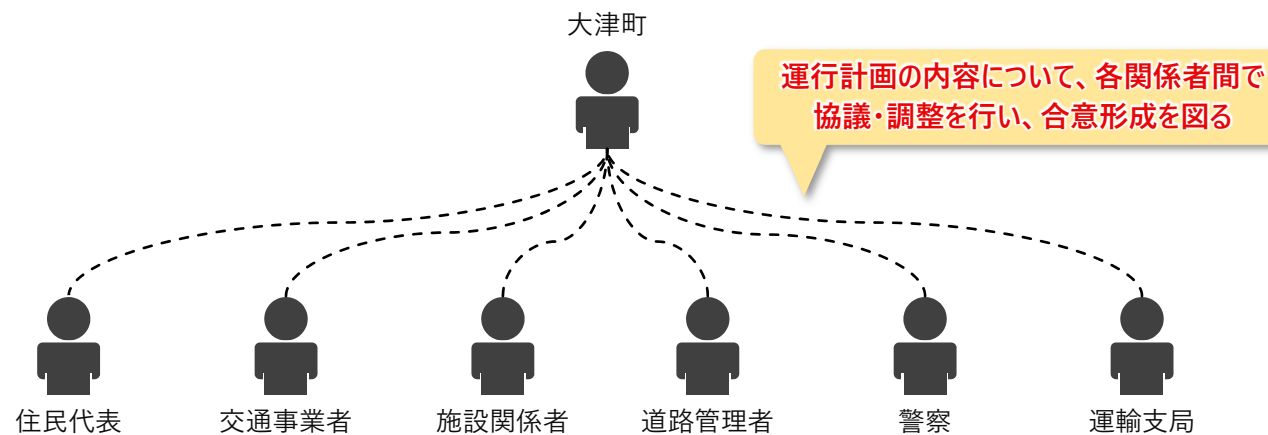 大津町
運行計画の内容について、各関係者間で
協議・調整を行い、合意形成を図る
住民代表
交通事業者
施設関係者
道路管理者
警察
運輸支局